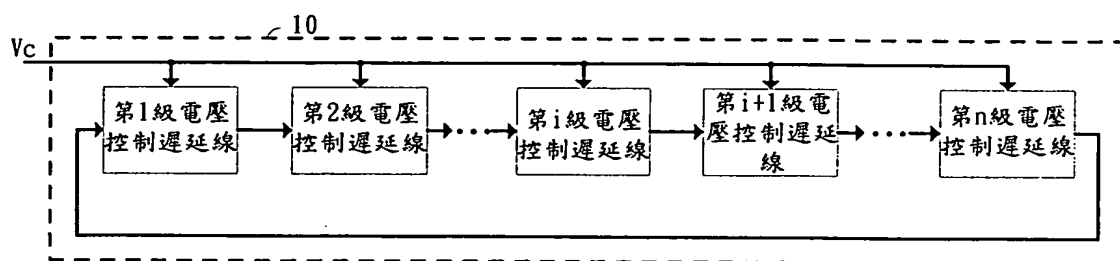 10
Vc
第1級電壓
控制遲延線
第2級電壓
控制遲延線
第i級電壓
控制遲延線
第i+1級電
壓控制遲延
線
第n級電壓
控制遲延線